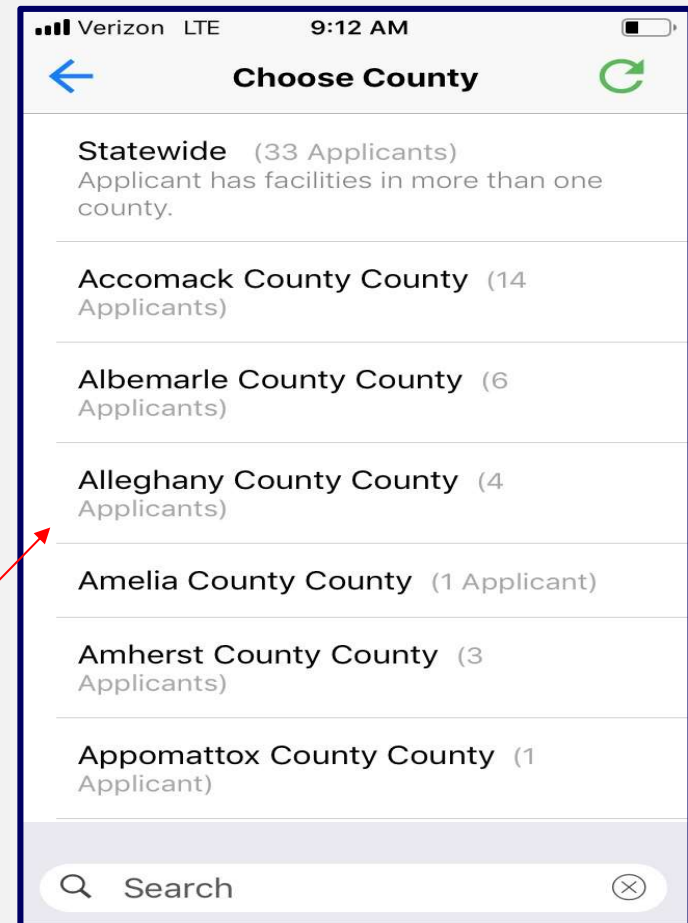 Verizon LTE 9:12 AM
Choose County
Statewide (33 Applicants)
Applicant has facilities in more than one
county.
Accomack County County (14
Applicants)
Albemarle County County (6
Applicants)
Alleghany County County (4
Applicants)
Amelia County County (1 Applicant)
Amherst County County (3
Applicants)
Appomattox County County (1
Applicant)
Search